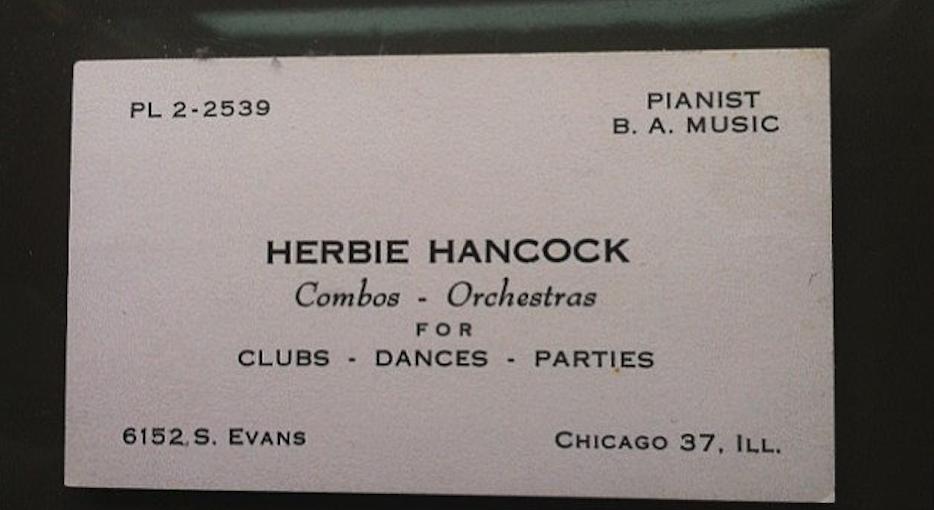 PL 2-2539
PIANIST
B. A. MUSIC
HERBIE HANCOCK
Combos - Orchestras
FOR
CLUBS - DANCES - PARTIES
6152 S. EVANS
CHICAGO 37, ILL.